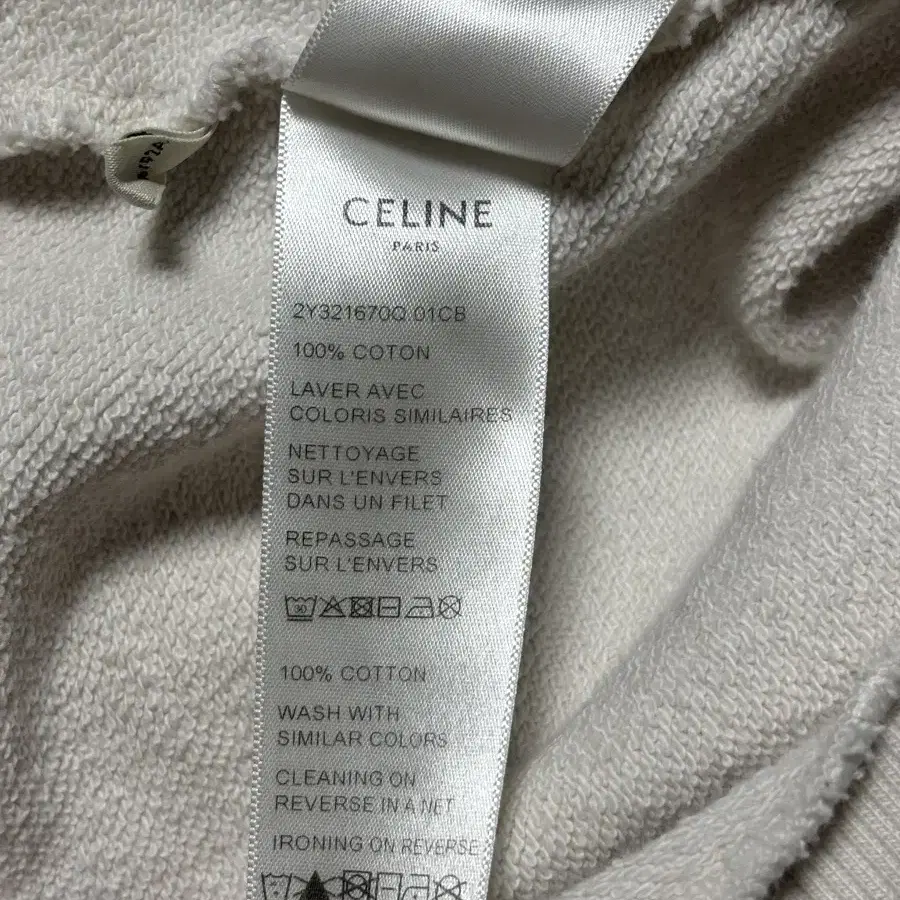 CELINE
PARIS
2Y321670Q 01CB
100% COTON
LAVER AVEC
COLORIS SIMILAIRES
NETTOYAGE
SUR L'ENVERS
DANS UN FILET
REPASSAGE
SUR L'ENVERS
30
100% COTTON
WASH WITH
SIMILAR COLORS
CLEANING ON
REVERSE IN A NET
IRONING ON REVERSE